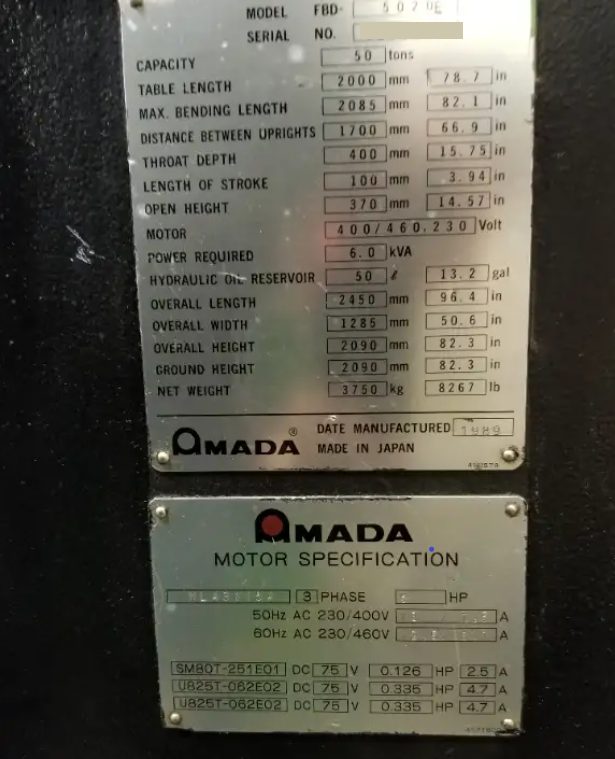 MODEL FBD- 5020E
SERIAL NO.
CAPACITY 50 tons
TABLE LENGTH 2000 mm 78.7 in
MAX. BENDING LENGTH 2085 mm 82.1 in
DISTANCE BETWEEN UPRIGHTS 1700 mm 66.9 in
THROAT DEPTH 400 mm 15.75 in
LENGTH OF STROKE 100 mm 3.94 in
OPEN HEIGHT 370 mm 14.57 in
MOTOR 400/460.230 Volt
POWER REQUIRED 6.0 kVA
HYDRAULIC OIL RESERVOIR 50 ℓ 13.2 gal
OVERALL LENGTH 2450 mm 96.4 in
OVERALL WIDTH 1285 mm 50.6 in
OVERALL HEIGHT 2090 mm 82.3 in
GROUND HEIGHT 2090 mm 82.3 in
NET WEIGHT 3750 kg 8267 lb
AMADA ® DATE MANUFACTURED 1989
MADE IN JAPAN
AMADA
MOTOR SPECIFICATION
3 PHASE HP
50Hz AC 230/400V A
60Hz AC 230/460V A
SM80T-251E01 DC 75 V 0.126 HP 2.5 A
U825T-062E02 DC 75 V 0.335 HP 4.7 A
U825T-062E02 DC 75 V 0.335 HP 4.7 A